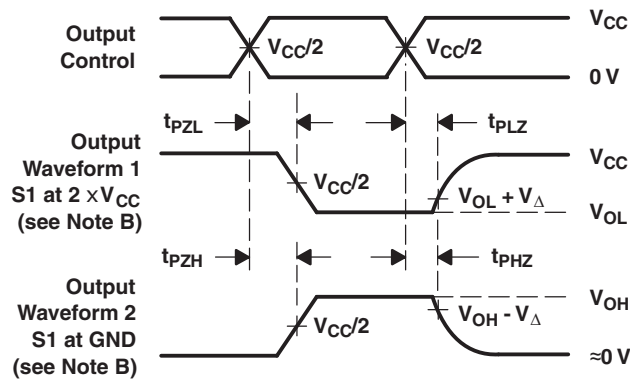 Output
Control
V_CC
V_CC/2
V_CC/2
0 V
t_PZL
t_PLZ
Output
Waveform 1
S1 at 2 x V_CC
(see Note B)
V_CC
V_CC/2
V_OL + V_Δ
V_OL
t_PZH
t_PHZ
Output
Waveform 2
S1 at GND
(see Note B)
V_OH
V_CC/2
V_OH - V_Δ
≈0 V